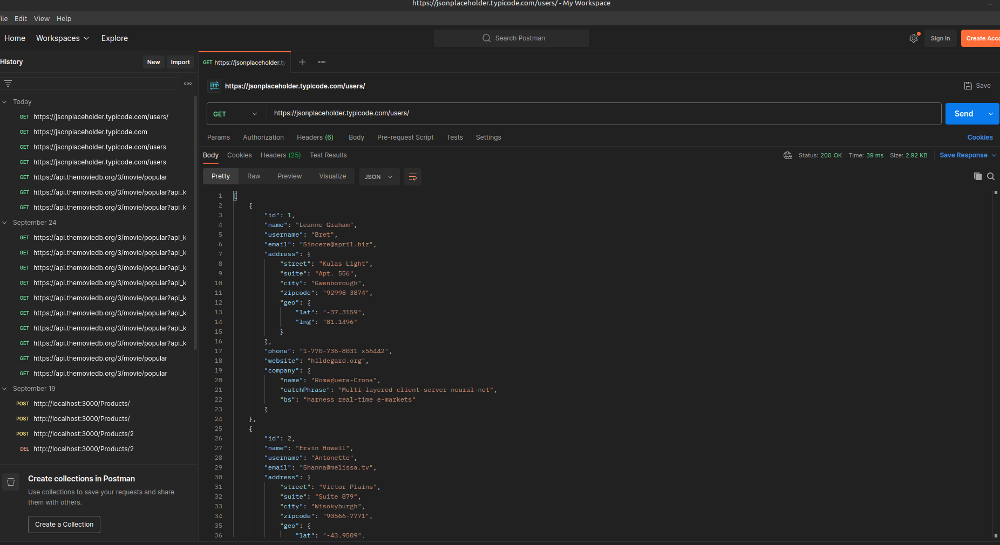 https://jsonplaceholder.typicode.com/users/ - My Workspace
ile Edit View Help
Home Workspaces Explore
Search Postman
Sign In
Create Acco
History
New Import
Today
GET https://jsonplaceholder.typicode.com/users/
GET https://jsonplaceholder.typicode.com
GET https://jsonplaceholder.typicode.com/users
GET https://jsonplaceholder.typicode.com/users
GET https://api.themoviedb.org/3/movie/popular
GET https://api.themoviedb.org/3/movie/popular?api_k
GET https://api.themoviedb.org/3/movie/popular?api_k
September 24
GET https://api.themoviedb.org/3/movie/popular?api_k
GET https://api.themoviedb.org/3/movie/popular?api_k
GET https://api.themoviedb.org/3/movie/popular?api_k
GET https://api.themoviedb.org/3/movie/popular?api_k
GET https://api.themoviedb.org/3/movie/popular?api_k
GET https://api.themoviedb.org/3/movie/popular?api_k
GET https://api.themoviedb.org/3/movie/popular?api_k
GET https://api.themoviedb.org/3/movie/popular?api_k
GET https://api.themoviedb.org/3/movie/popular
GET https://api.themoviedb.org/3/movie/popular
September 19
POST http://localhost:3000/Products/
POST http://localhost:3000/Products/
POST http://localhost:3000/Products/2
DEL http://localhost:3000/Products/2
Create collections in Postman
Use collections to save your requests and share
them with others.
Create a Collection
GET https://jsonplaceholder.ty
HTTP https://jsonplaceholder.typicode.com/users/
Save
GET https://jsonplaceholder.typicode.com/users/
Send
Params Authorization Headers (6) Body Pre-request Script Tests Settings
Cookies
Body Cookies Headers (25) Test Results
Status: 200 OK Time: 39 ms Size: 2.92 KB Save Response
Pretty Raw Preview Visualize JSON
1 [
2 {
3 "id": 1,
4 "name": "Leanne Graham",
5 "username": "Bret",
6 "email": "Sincere@april.biz",
7 "address": {
8 "street": "Kulas Light",
9 "suite": "Apt. 556",
10 "city": "Gwenborough",
11 "zipcode": "92998-3874",
12 "geo": {
13 "lat": "-37.3159",
14 "lng": "81.1496"
15 }
16 },
17 "phone": "1-770-736-8031 x56442",
18 "website": "hildegard.org",
19 "company": {
20 "name": "Romaguera-Crona",
21 "catchPhrase": "Multi-layered client-server neural-net",
22 "bs": "harness real-time e-markets"
23 }
24 },
25 {
26 "id": 2,
27 "name": "Ervin Howell",
28 "username": "Antonette",
29 "email": "Shanna@melissa.tv",
30 "address": {
31 "street": "Victor Plains",
32 "suite": "Suite 879",
33 "city": "Wisokyburgh",
34 "zipcode": "90566-7771",
35 "geo": {
36 "lat": "-43.9509",